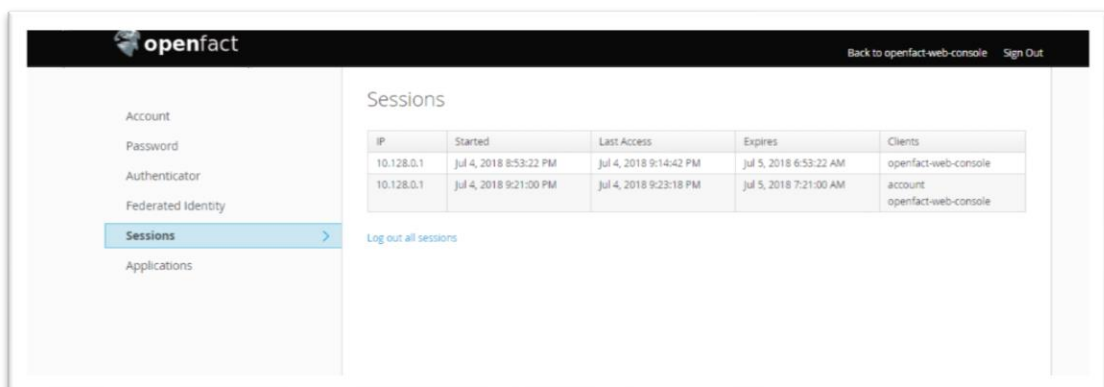 openfact
Back to openfact-web-console Sign Out
Account
Password
Authenticator
Federated Identity
Sessions
Applications
Sessions
IP Started Last Access Expires Clients
10.128.0.1 Jul 4, 2018 8:53:22 PM Jul 4, 2018 9:14:42 PM Jul 5, 2018 6:53:22 AM openfact-web-console
10.128.0.1 Jul 4, 2018 9:21:00 PM Jul 4, 2018 9:23:18 PM Jul 5, 2018 7:21:00 AM account
openfact-web-console
Log out all sessions